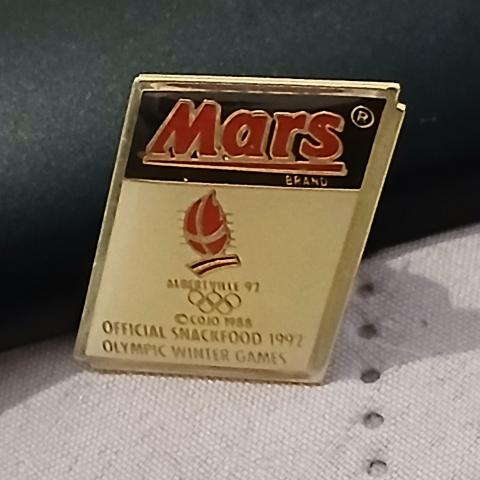 Mars®
BRAND
ALBERTVILLE 92
© COJO 1988
OFFICIAL SNACKFOOD 1992
OLYMPIC WINTER GAMES